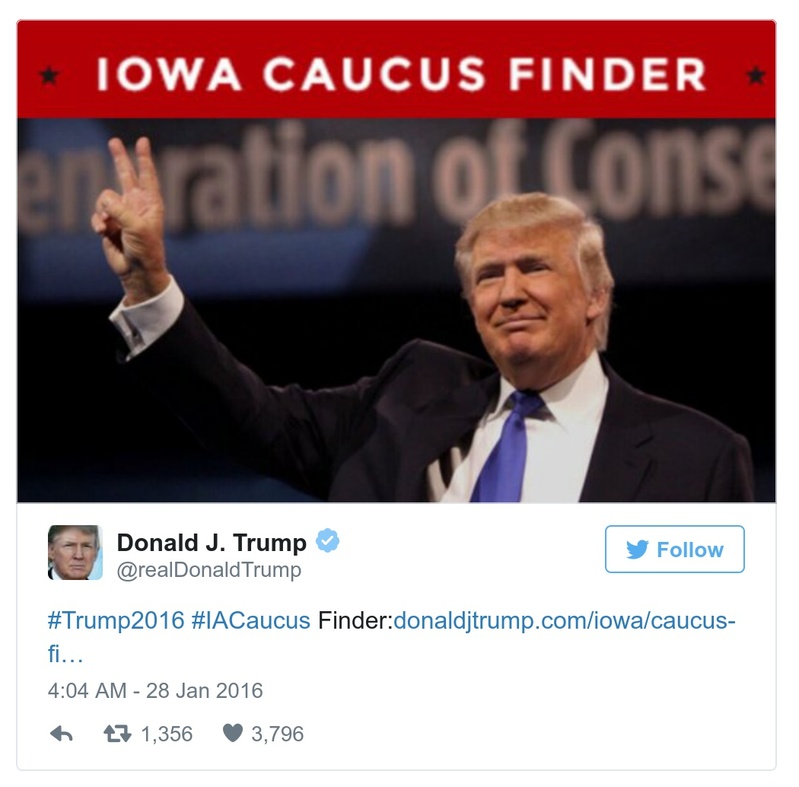 IOWA CAUCUS FINDER
eneration of Conse
Donald J. Trump
@realDonaldTrump
Follow
#Trump2016 #IACaucus Finder:donaldjtrump.com/iowa/caucus-
fi…
4:04 AM - 28 Jan 2016
1,356 3,796